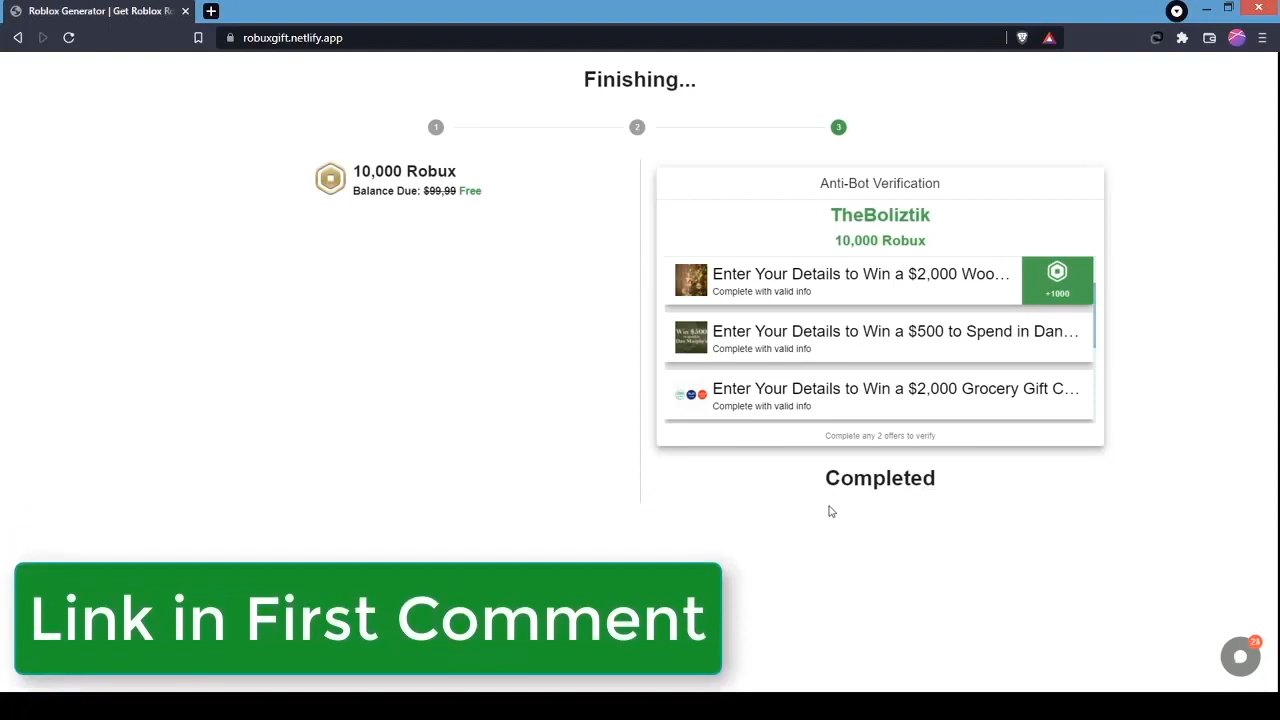 Roblox Generator | Get Roblox Ro
robuxgift.netlify.app
Finishing...
1
2
3
10,000 Robux
Balance Due: $99,99 Free
Anti-Bot Verification
TheBoliztik
10,000 Robux
Enter Your Details to Win a $2,000 Woo...
Complete with valid info
+1000
Enter Your Details to Win a $500 to Spend in Dan...
Complete with valid info
Win $500
Dan Murphy's
Enter Your Details to Win a $2,000 Grocery Gift C...
Complete with valid info
Complete any 2 offers to verify
Completed
Link in First Comment